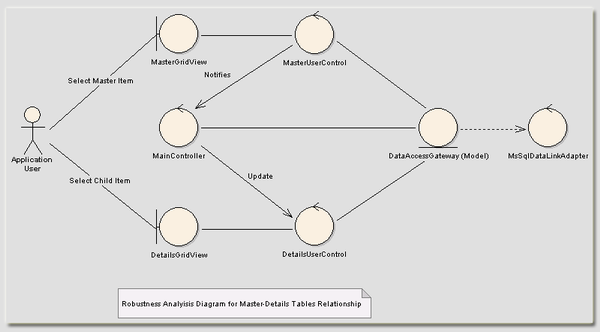 MasterGridView
MasterUserControl
Notifies
Select Master Item
Application
User
MainController
DataAccessGateway (Model)
MsSqlDataLinkAdapter
Select Child Item
Update
DetailsGridView
DetailsUserControl
Robustness Analyisis Diagram for Master-Details Tables Relationship